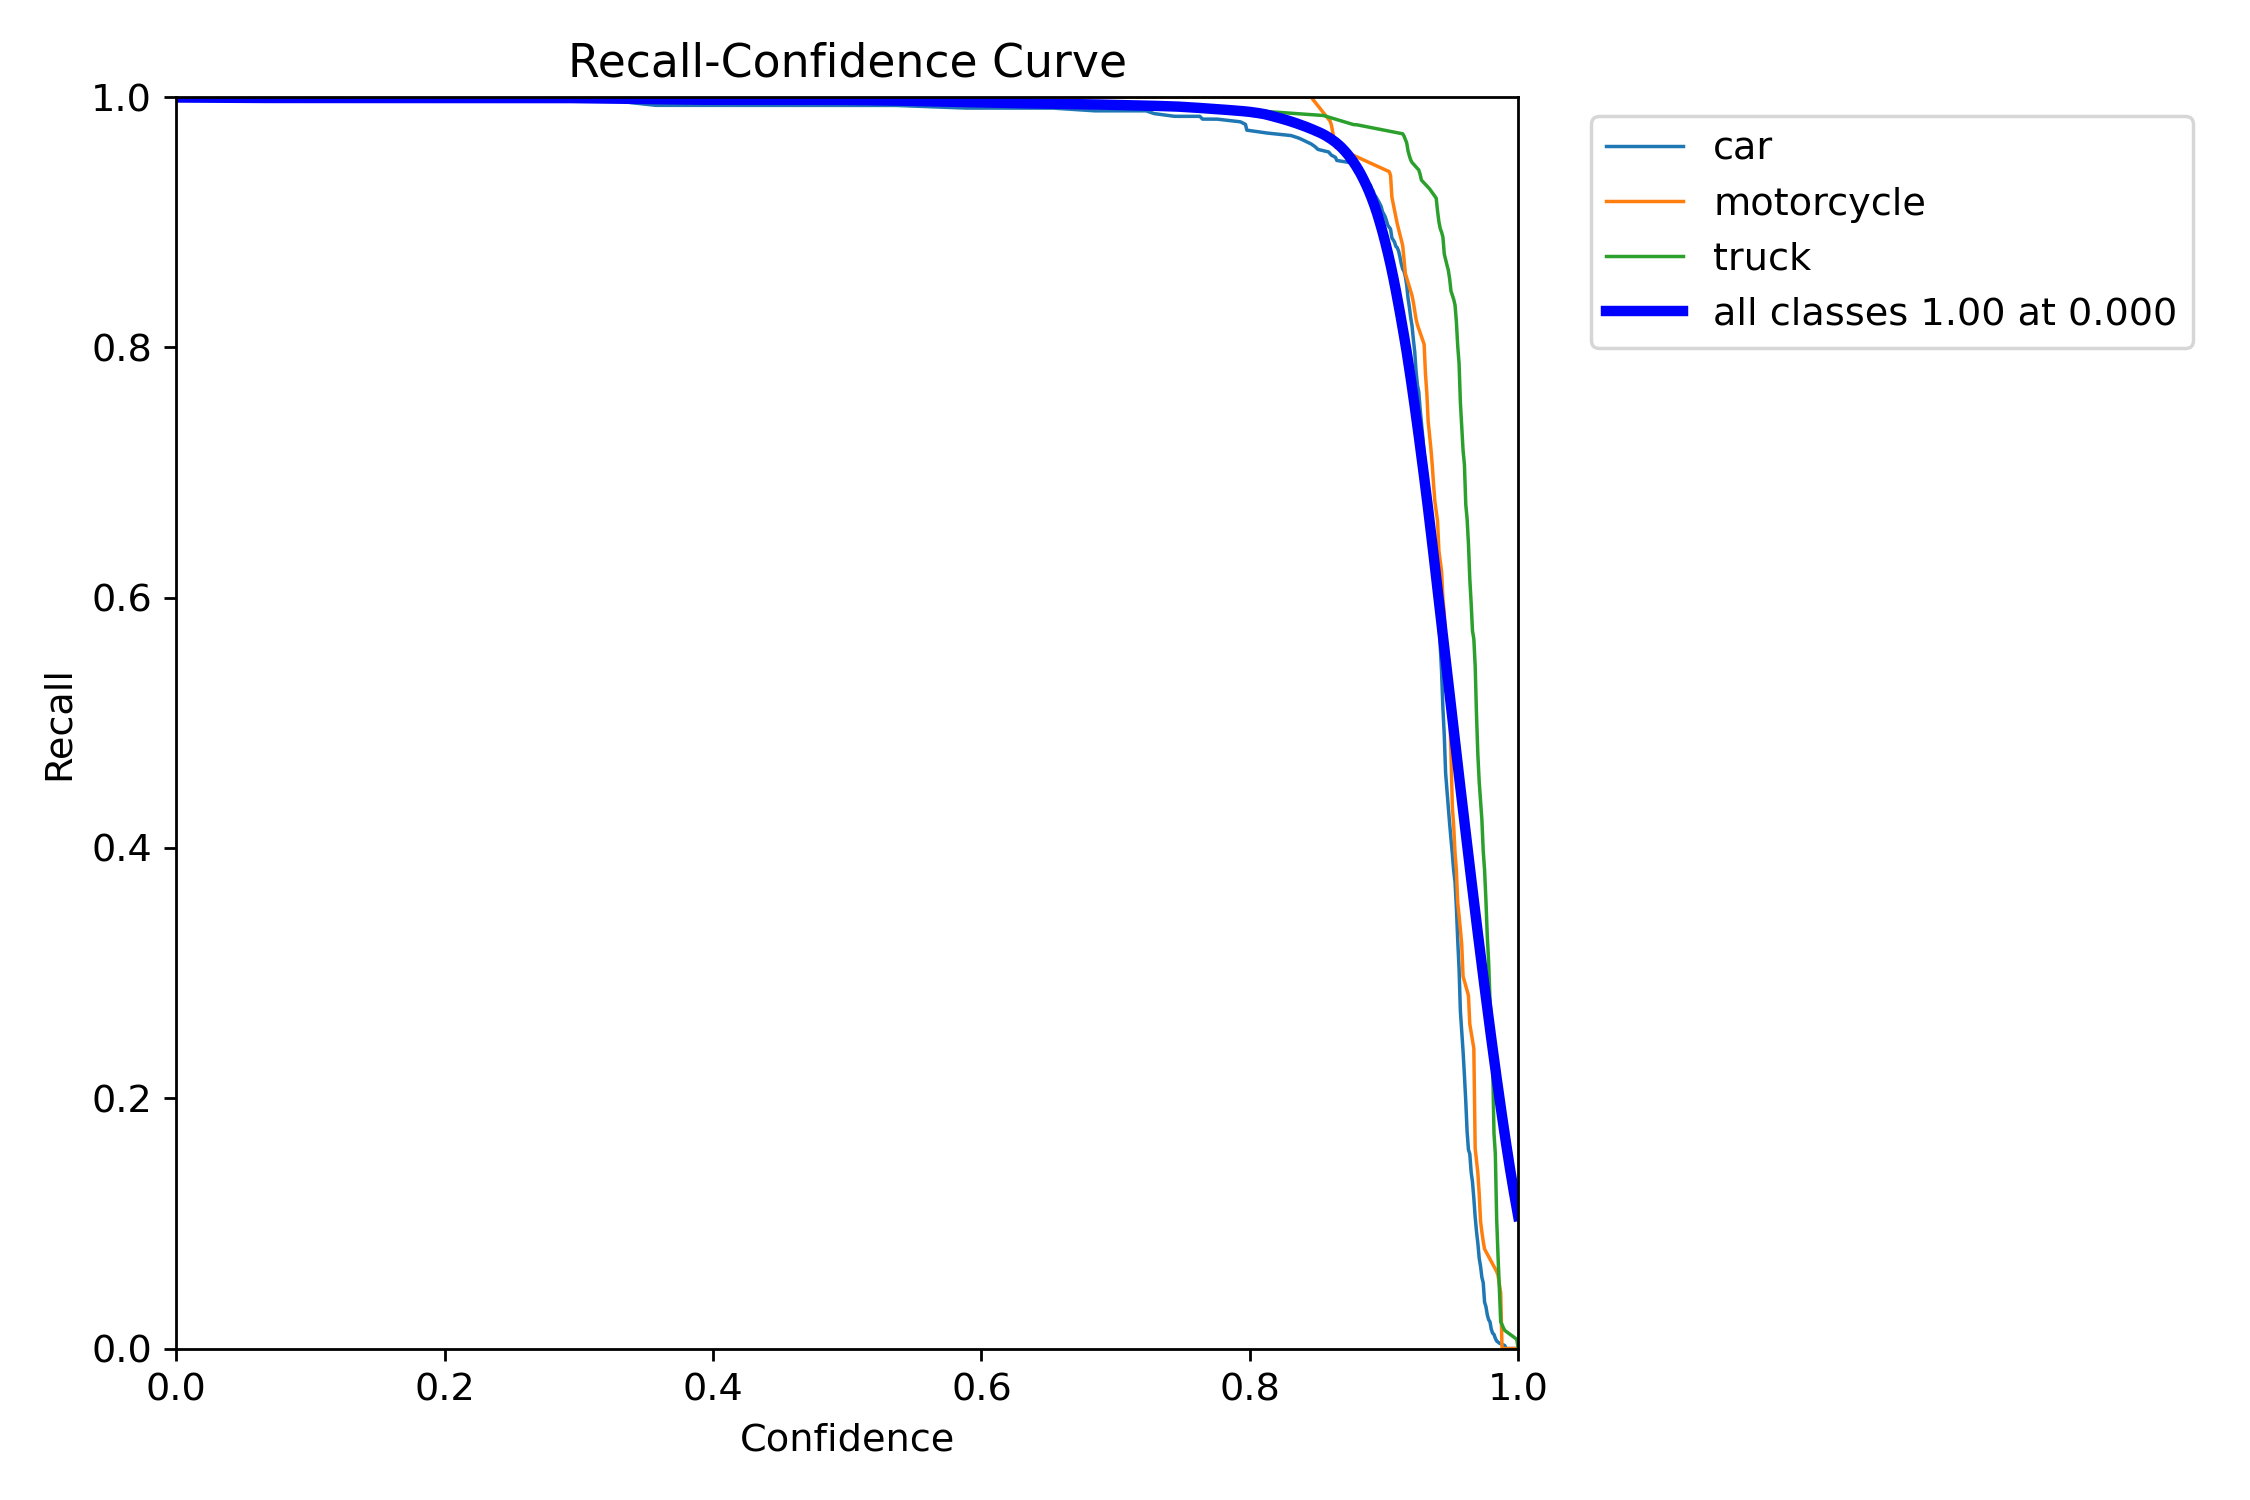 Recall-Confidence Curve
1.0
0.8
0.6
0.4
0.2
0.0
Recall
0.0 0.2 0.4 0.6 0.8 1.0
Confidence
car
motorcycle
truck
all classes 1.00 at 0.000